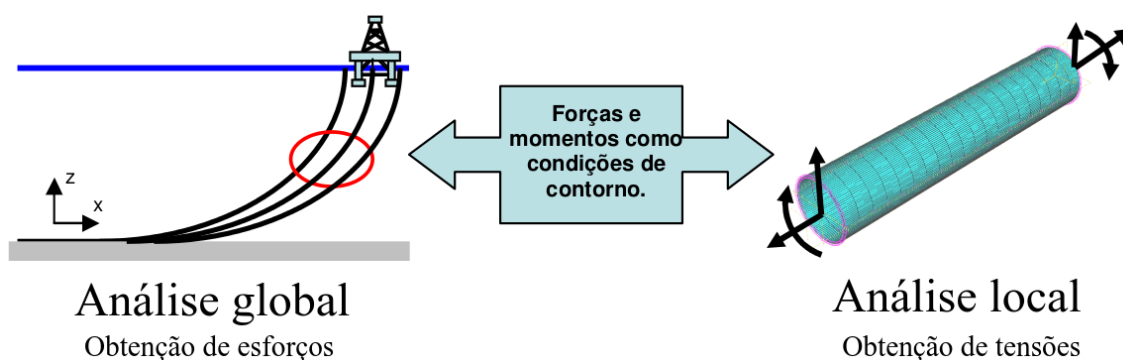 Forças e
momentos como
condições de
contorno.
z
x
Análise global
Obtenção de esforços
Análise local
Obtenção de tensões